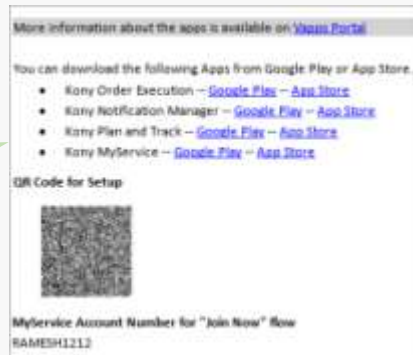 More information about the apps is available on Vapps Portal
You can download the following Apps from Google Play or App Store.
• Kony Order Execution – Google Play – App Store
• Kony Notification Manager – Google Play – App Store
• Kony Plan and Track – Google Play – App Store
• Kony MyService – Google Play – App Store
QR Code for Setup
MyService Account Number for "Join Now" flow
RAMESH1212